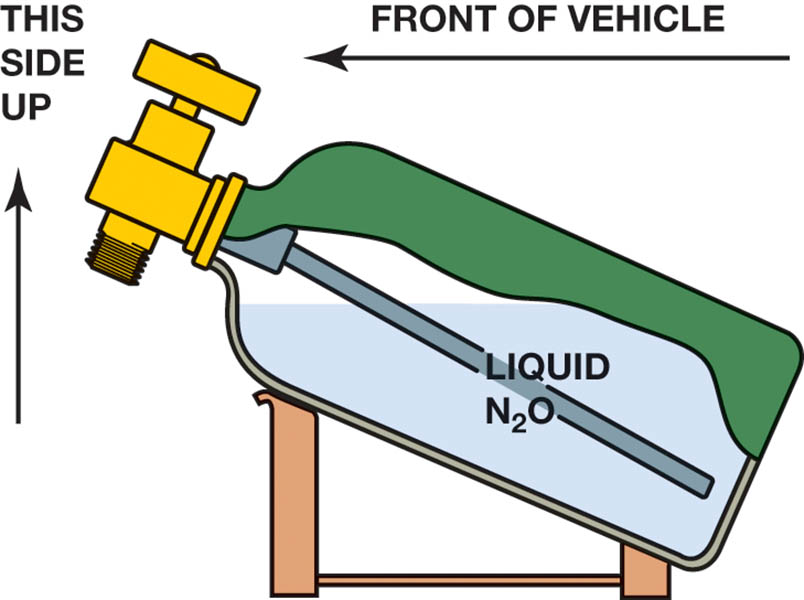 THIS
SIDE
UP
FRONT OF VEHICLE
LIQUID
N₂O